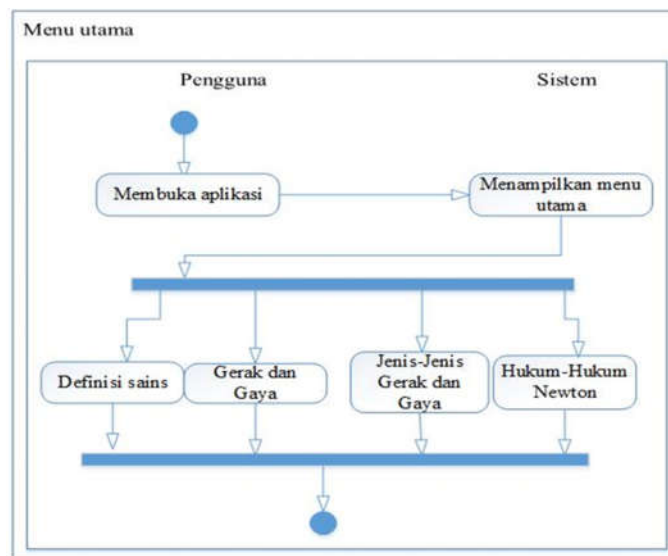 Menu utama
Pengguna
Sistem
Membuka aplikasi
Menampilkan menu
utama
Definisi sains
Gerak dan
Gaya
Jenis-Jenis
Gerak dan
Gaya
Hukum-Hukum
Newton